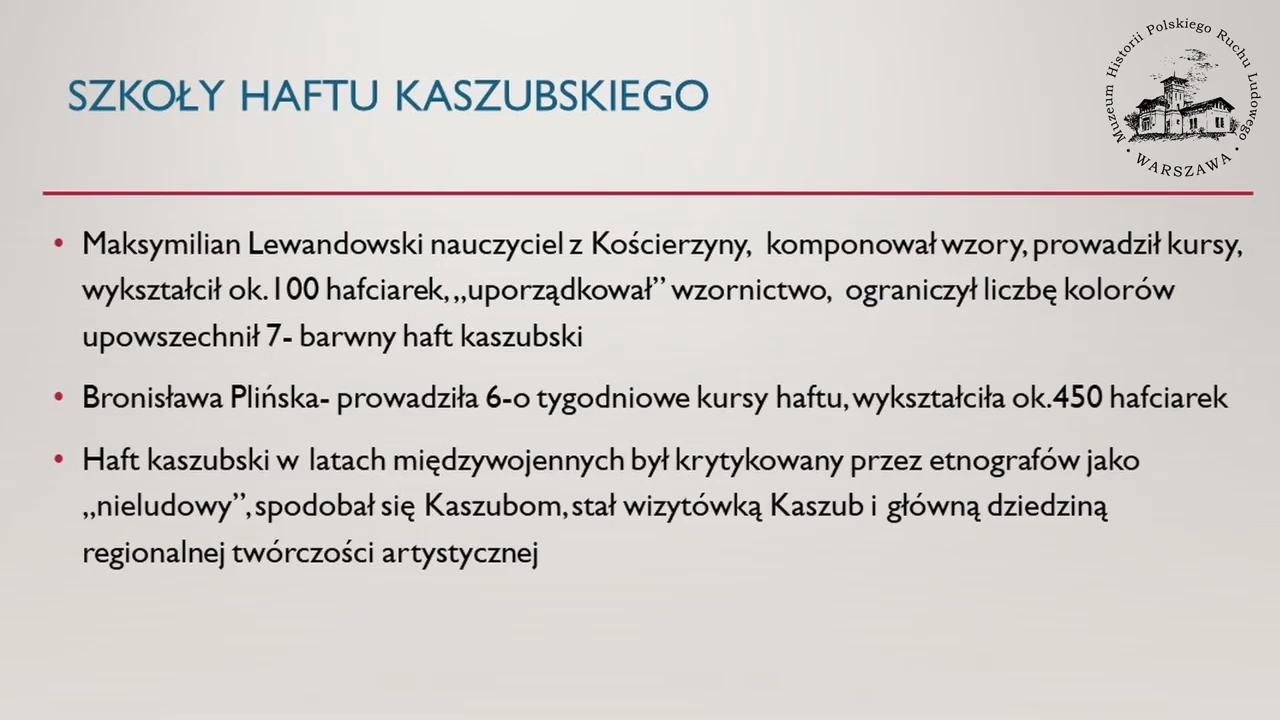 SZKOŁY HAFTU KASZUBSKIEGO
Muzeum Historii Polskiego Ruchu Ludowego
• WARSZAWA •
• Maksymilian Lewandowski nauczyciel z Kościerzyny, komponował wzory, prowadził kursy,
wykształcił ok.100 hafciarek, „uporządkował” wzornictwo, ograniczył liczbę kolorów
upowszechnił 7- barwny haft kaszubski
• Bronisława Plińska- prowadziła 6-o tygodniowe kursy haftu, wykształciła ok.450 hafciarek
• Haft kaszubski w latach międzywojennych był krytykowany przez etnografów jako
„nieludowy”, spodobał się Kaszubom, stał wizytówką Kaszub i główną dziedziną
regionalnej twórczości artystycznej